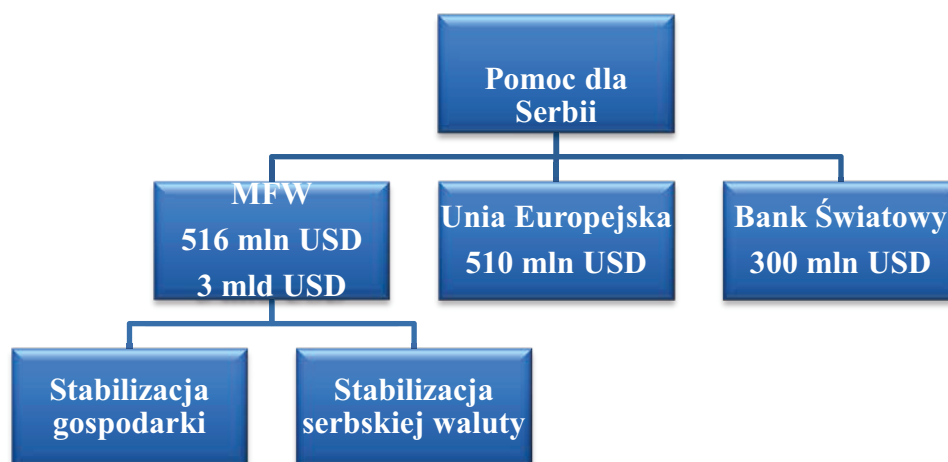 Pomoc dla
Serbii
MFW
516 mln USD
3 mld USD
Unia Europejska
510 mln USD
Bank Światowy
300 mln USD
Stabilizacja
gospodarki
Stabilizacja
serbskiej waluty